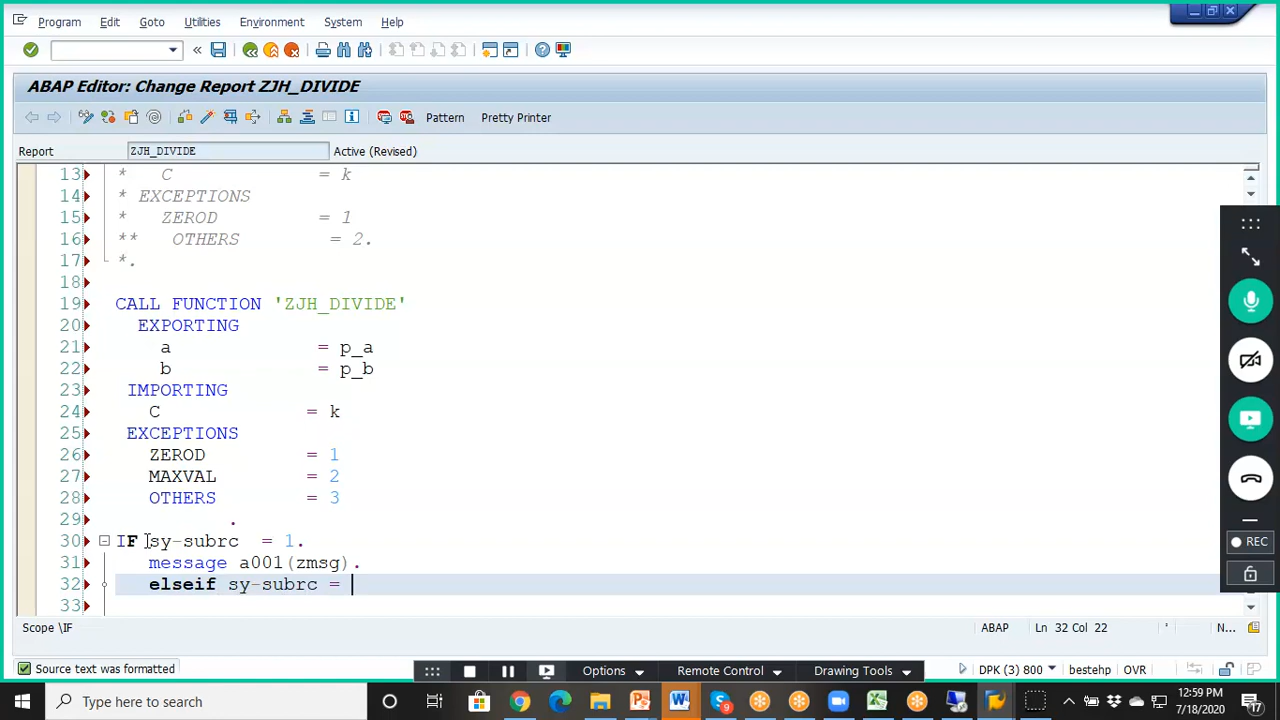 Program Edit Goto Utilities Environment System Help
«
ABAP Editor: Change Report ZJH_DIVIDE
Pattern Pretty Printer
Report ZJH_DIVIDE Active (Revised)
13 * C = k
14 * EXCEPTIONS
15 * ZEROD = 1
16 ** OTHERS = 2.
17 *.
18
19 CALL FUNCTION 'ZJH_DIVIDE'
20 EXPORTING
21 a = p_a
22 b = p_b
23 IMPORTING
24 C = k
25 EXCEPTIONS
26 ZEROD = 1
27 MAXVAL = 2
28 OTHERS = 3
29 .
30 IF sy-subrc = 1.
31 message a001(zmsg).
32 elseif sy-subrc =
33
REC
Scope \IF ABAP Ln 32 Col 22 N...
Source text was formatted Options Remote Control Drawing Tools DPK (3) 800 bestehp OVR
Type here to search 12:59 PM
7/18/2020
9
17